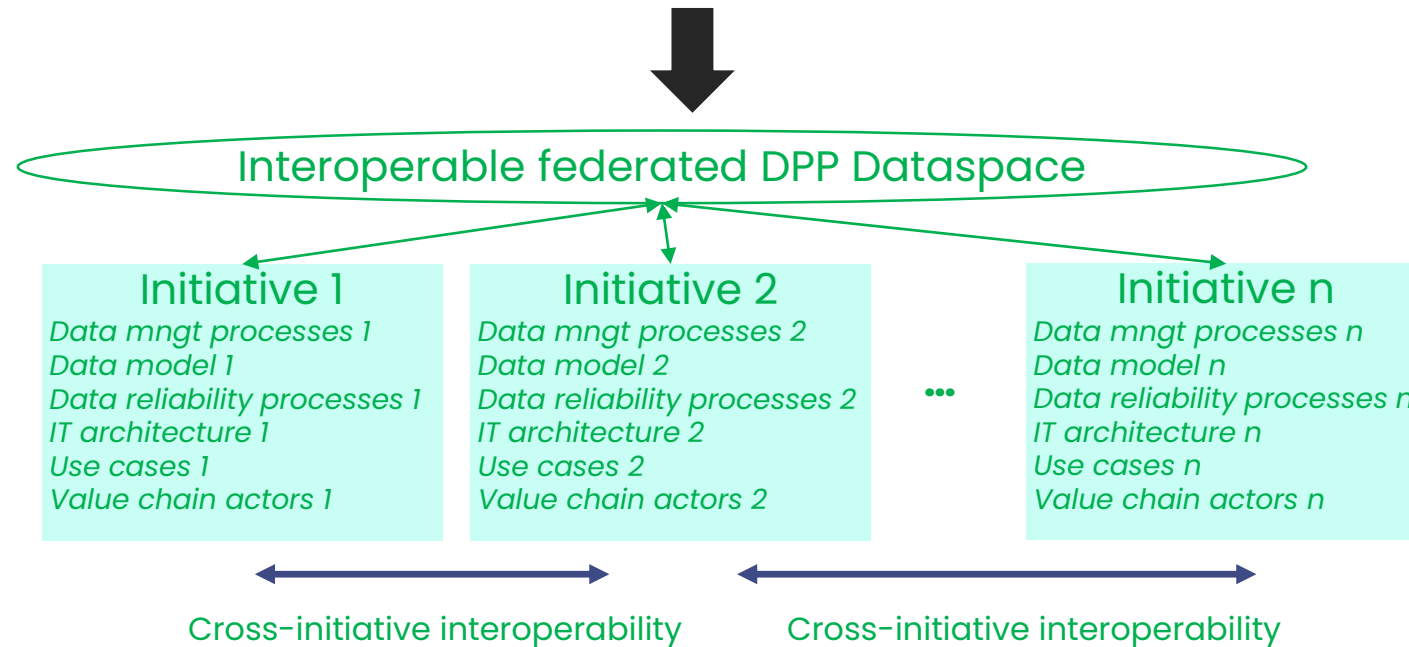 Interoperable federated DPP Dataspace
Initiative 1
Data mngt processes 1
Data model 1
Data reliability processes 1
IT architecture 1
Use cases 1
Value chain actors 1
Initiative 2
Data mngt processes 2
Data model 2
Data reliability processes 2
IT architecture 2
Use cases 2
Value chain actors 2
...
Initiative n
Data mngt processes n
Data model n
Data reliability processes n
IT architecture n
Use cases n
Value chain actors n
Cross-initiative interoperability
Cross-initiative interoperability